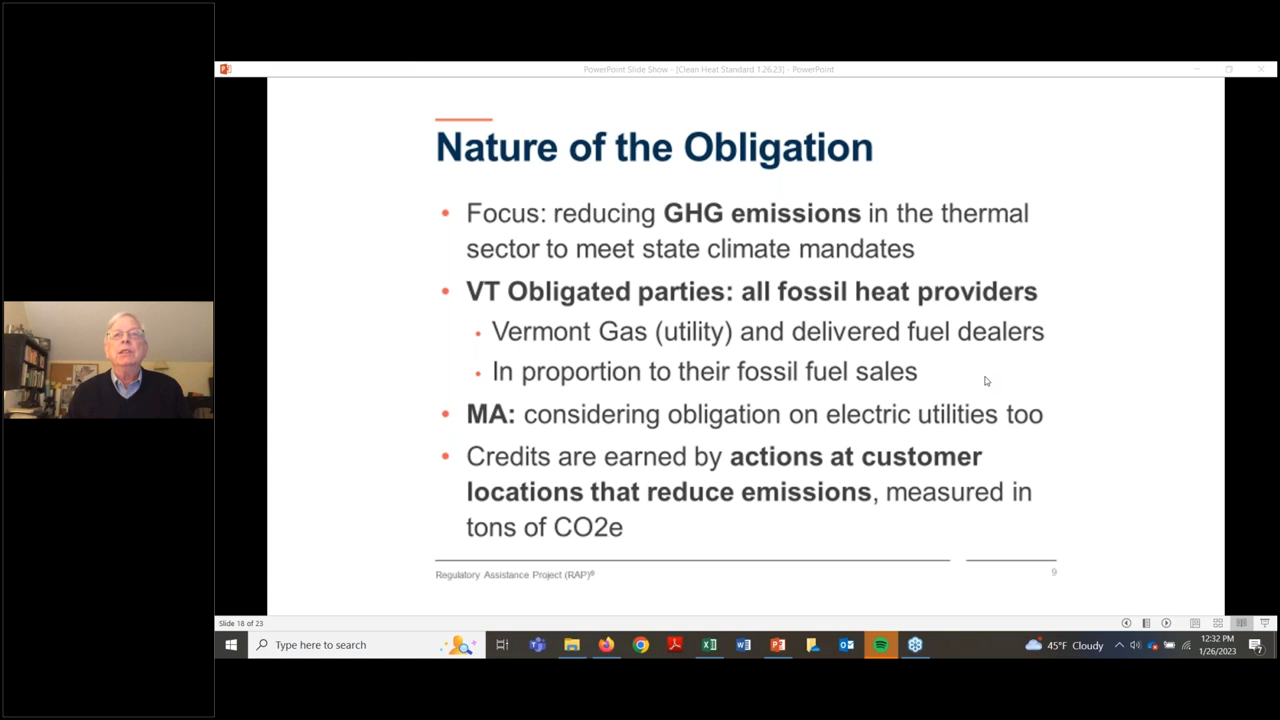 PowerPoint Slide Show - [Clean Heat Standard 1.26.23] - PowerPoint
Nature of the Obligation
• Focus: reducing GHG emissions in the thermal
sector to meet state climate mandates
• VT Obligated parties: all fossil heat providers
• Vermont Gas (utility) and delivered fuel dealers
• In proportion to their fossil fuel sales
• MA: considering obligation on electric utilities too
• Credits are earned by actions at customer
locations that reduce emissions, measured in
tons of CO2e
Regulatory Assistance Project (RAP)®
9
Slide 18 of 23
Type here to search
45°F Cloudy
12:32 PM
1/26/2023
7